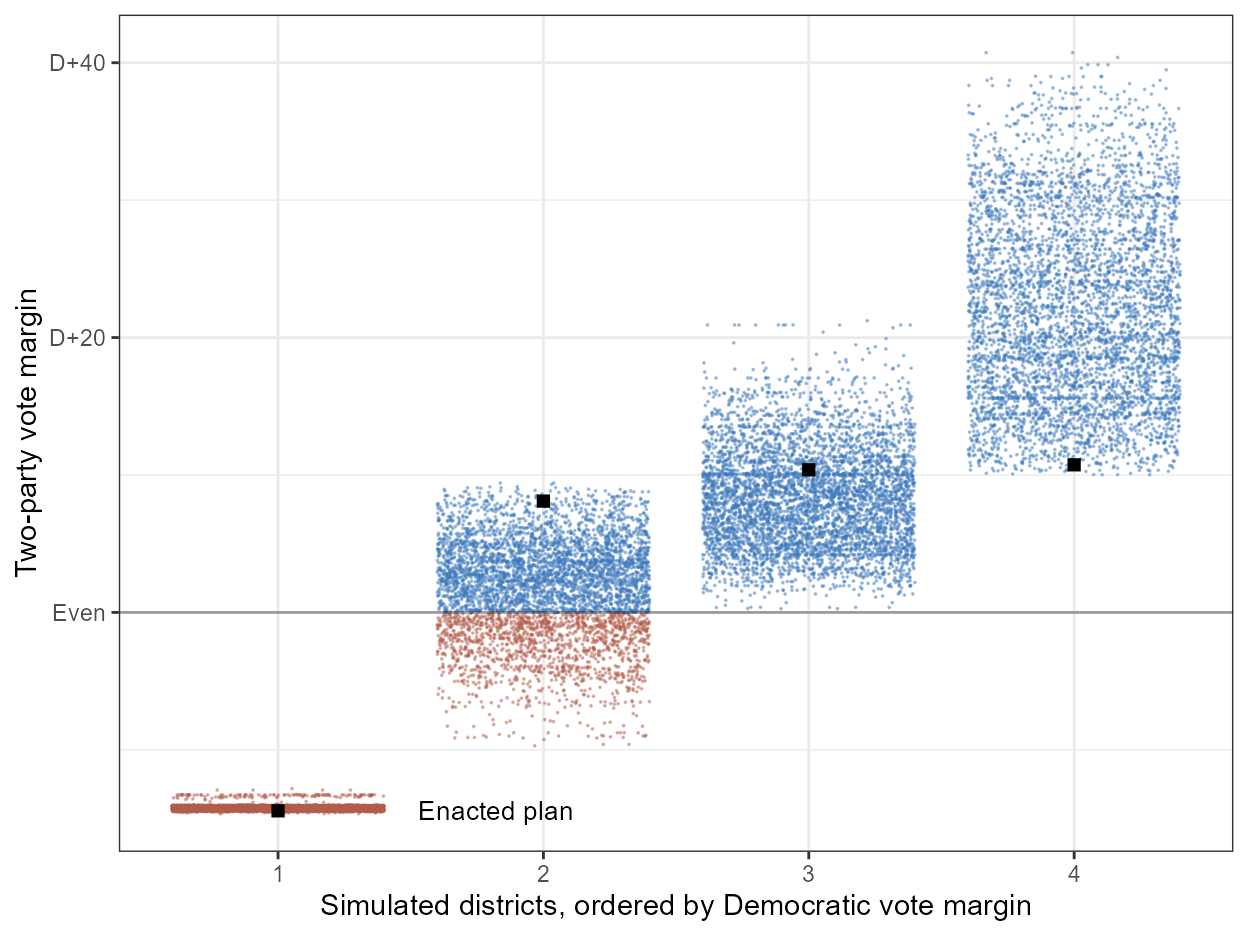 D+40
D+20
Even
Two-party vote margin
Enacted plan
1 2 3 4
Simulated districts, ordered by Democratic vote margin